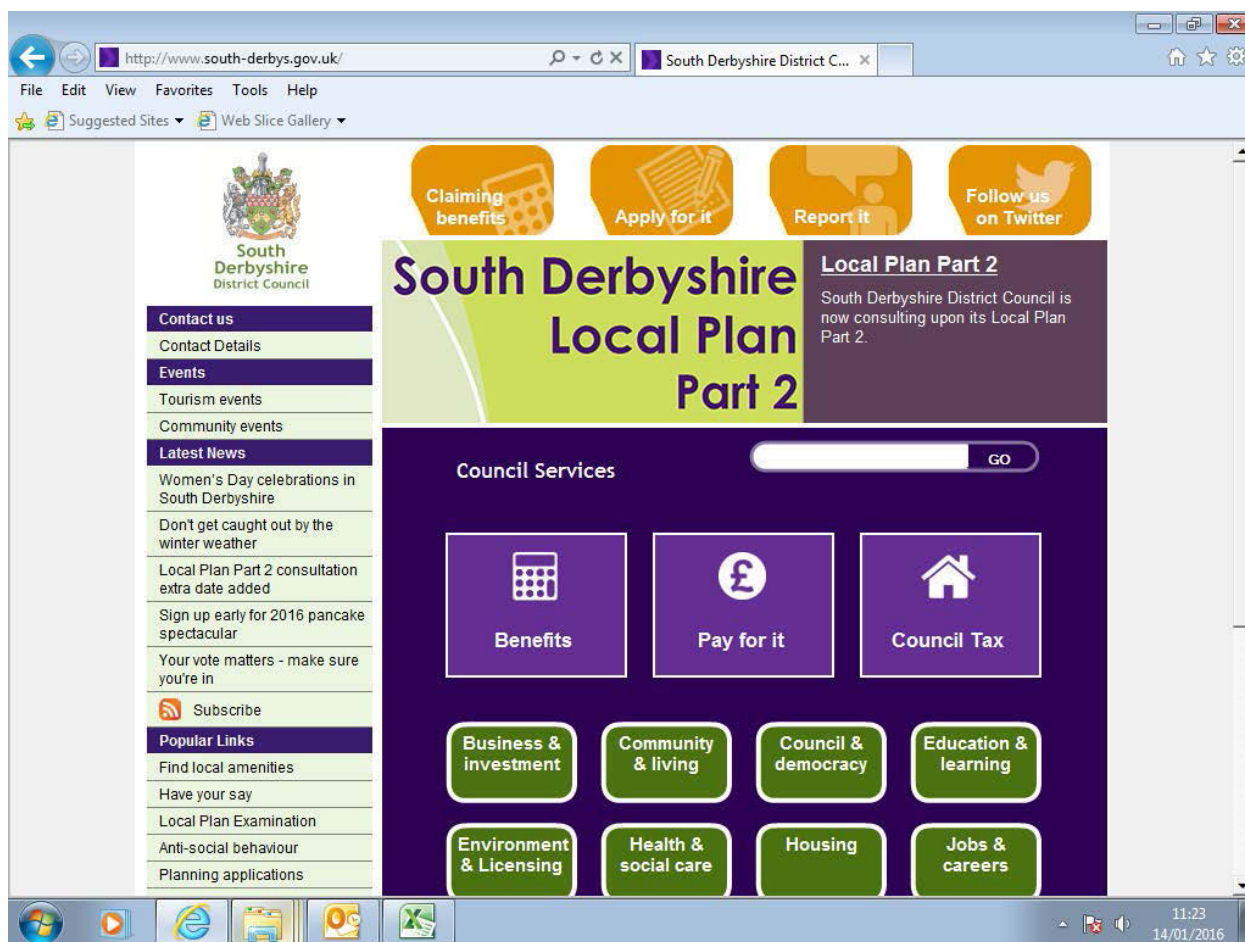 http://www.south-derbys.gov.uk/
South Derbyshire District C...
File Edit View Favorites Tools Help
Suggested Sites
Web Slice Gallery
South
Derbyshire
District Council
Contact us
Contact Details
Events
Tourism events
Community events
Latest News
Women's Day celebrations in
South Derbyshire
Don't get caught out by the
winter weather
Local Plan Part 2 consultation
extra date added
Sign up early for 2016 pancake
spectacular
Your vote matters - make sure
you're in
Subscribe
Popular Links
Find local amenities
Have your say
Local Plan Examination
Anti-social behaviour
Planning applications
Claiming
benefits
Apply for it
Report it
Follow us
on Twitter
South Derbyshire
Local Plan
Part 2
Local Plan Part 2
South Derbyshire District Council is
now consulting upon its Local Plan
Part 2.
Council Services
GO
Benefits
£
Pay for it
Council Tax
Business &
investment
Community
& living
Council &
democracy
Education &
learning
Environment
& Licensing
Health &
social care
Housing
Jobs &
careers
11:23
14/01/2016